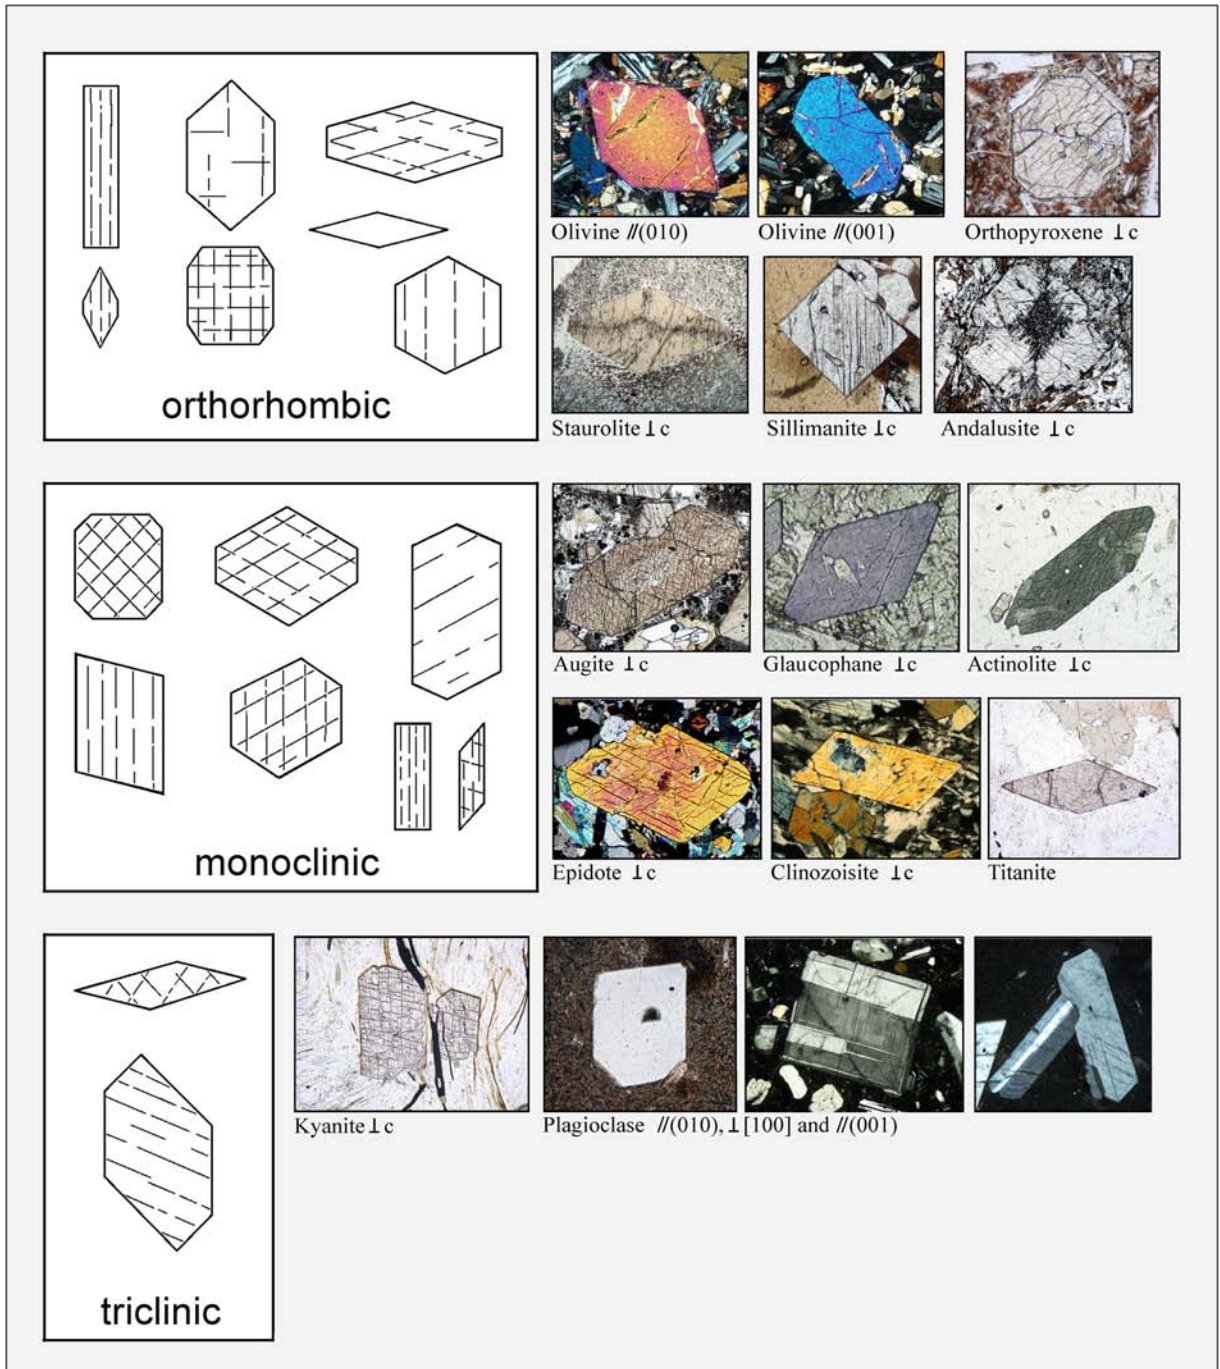 Olivine //(010)
Olivine //(001)
Orthopyroxene ⊥ c
Staurolite ⊥ c
Sillimanite ⊥ c
Andalusite ⊥ c
orthorhombic
Augite ⊥ c
Glaucophane ⊥ c
Actinolite ⊥ c
Epidote ⊥ c
Clinozoisite ⊥ c
Titanite
monoclinic
Kyanite ⊥ c
Plagioclase //(010), ⊥ [100] and //(001)
triclinic